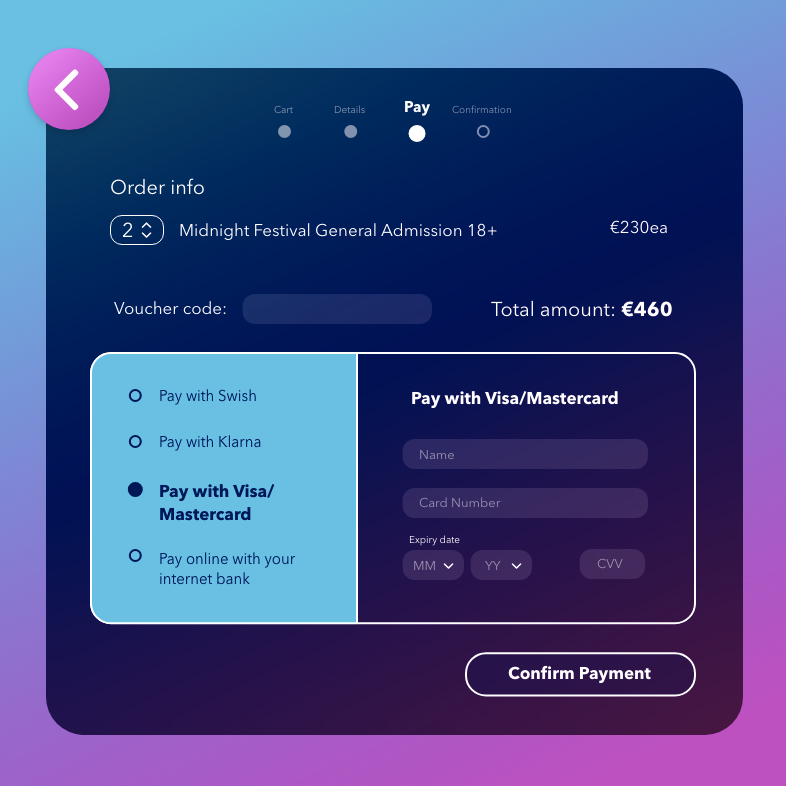 Cart Details Pay Confirmation
Order info
2 Midnight Festival General Admission 18+ €230ea
Voucher code: Total amount: €460
Pay with Swish
Pay with Klarna
Pay with Visa/
Mastercard
Pay online with your
internet bank
Pay with Visa/Mastercard
Name
Card Number
Expiry date
MM YY CVV
Confirm Payment